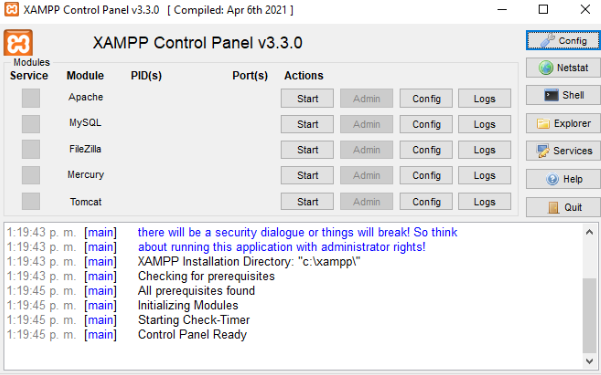 XAMPP Control Panel v3.3.0 [ Compiled: Apr 6th 2021 ]
XAMPP Control Panel v3.3.0
Config
Modules
Service Module PID(s) Port(s) Actions
Netstat
Apache Start Admin Config Logs
Shell
MySQL Start Admin Config Logs
Explorer
FileZilla Start Admin Config Logs
Services
Mercury Start Admin Config Logs
Help
Tomcat Start Admin Config Logs
Quit
1:19:43 p. m. [main] there will be a security dialogue or things will break! So think
1:19:43 p. m. [main] about running this application with administrator rights!
1:19:43 p. m. [main] XAMPP Installation Directory: "c:\xampp\"
1:19:43 p. m. [main] Checking for prerequisites
1:19:45 p. m. [main] All prerequisites found
1:19:45 p. m. [main] Initializing Modules
1:19:45 p. m. [main] Starting Check-Timer
1:19:45 p. m. [main] Control Panel Ready